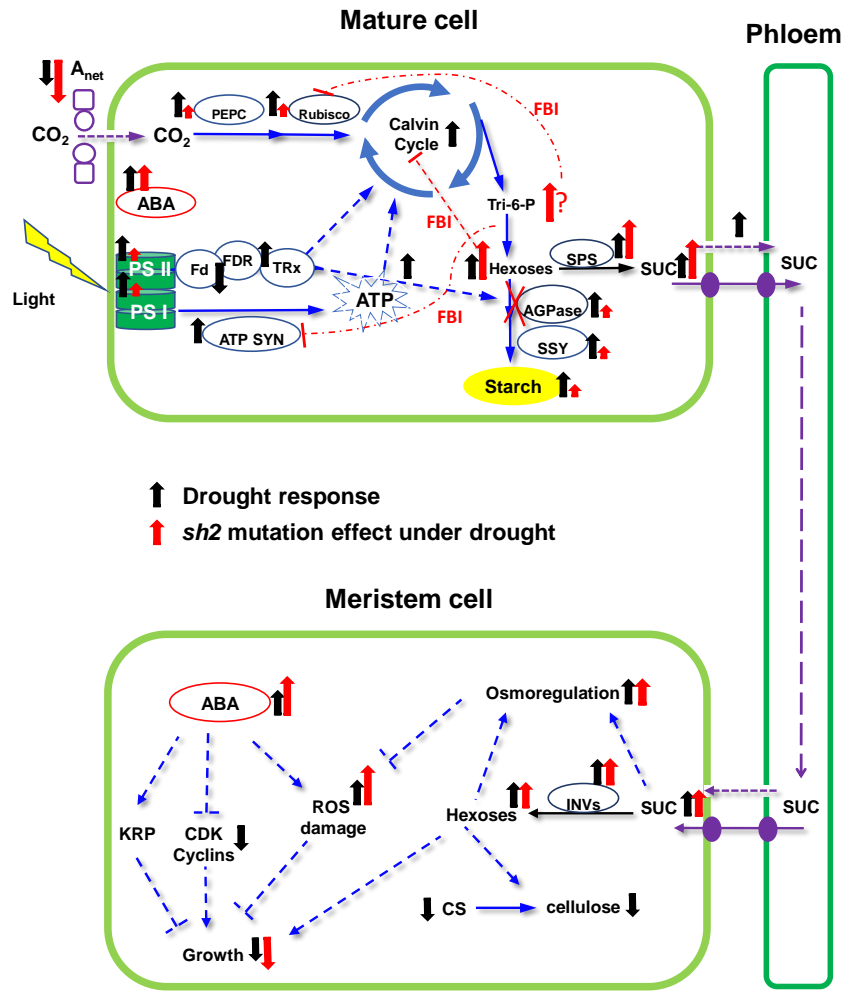 Mature cell
Phloem
Anet
CO2
CO2
PEPC
Rubisco
FBI
Calvin
Cycle
ABA
Tri-6-P
?
FBI
Light
PS II
PS I
Fd
FDR
TRx
ATP
ATP SYN
FBI
Hexoses
SPS
SUC
SUC
AGPase
SSY
Starch
Drought response
sh2 mutation effect under drought
Meristem cell
ABA
Osmoregulation
KRP
CDK
Cyclins
ROS
damage
Hexoses
INVs
SUC
SUC
CS
cellulose
Growth